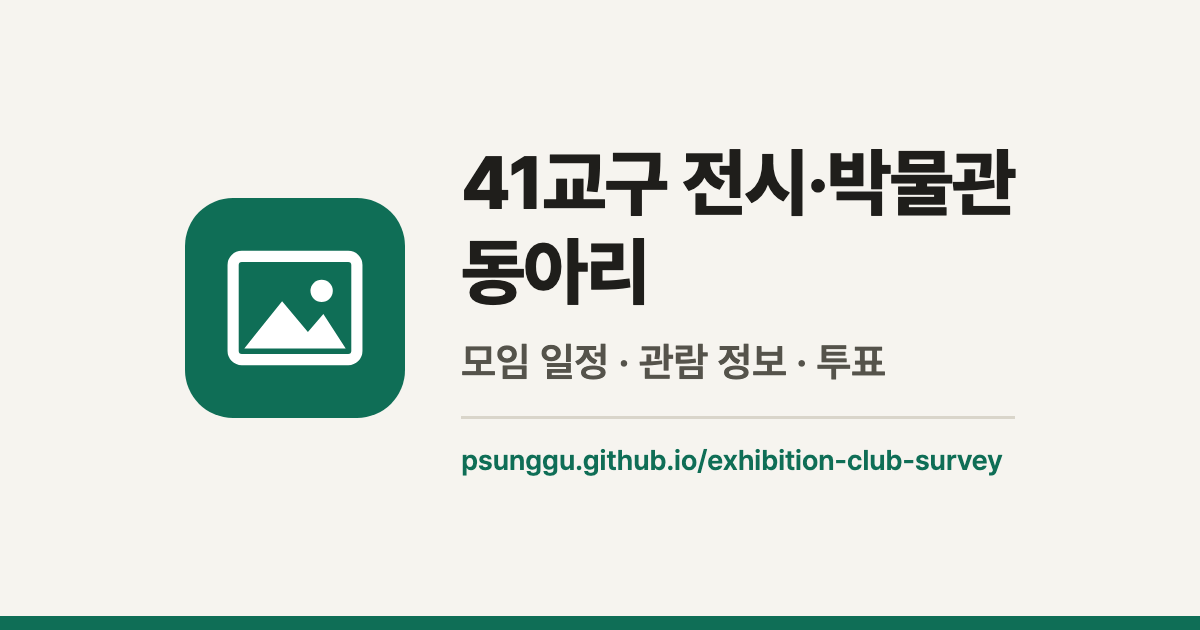 41교구 전시·박물관
동아리
모임 일정 · 관람 정보 · 투표
psunggu.github.io/exhibition-club-survey